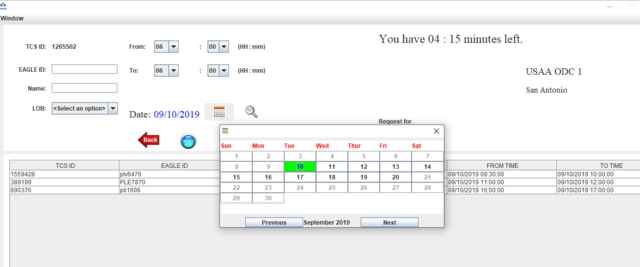 Window
You have 04 : 15 minutes left.
TCS ID: 1265502 From: 06 : 00 (HH : mm)
EAGLE ID: To: 06 : 00 (HH : mm)
USAA ODC 1
Name:
San Antonio
LOB: <Select an option>
Date: 09/10/2019
Request for
Back
Sun Mon Tue Wed Thur Fri Sat
1 2 3 4 5 6 7
8 9 10 11 12 13 14
15 16 17 18 19 20 21
22 23 24 25 26 27 28
29 30
Previous September 2019 Next
TCS ID EAGLE ID FROM TIME TO TIME
1559428 plv6476 09/10/2019 08:30:00 09/10/2019 10:00:00
389199 PLE7870 09/10/2019 11:00:00 09/10/2019 12:00:00
690376 09/10/2019 16:00:00 09/10/2019 17:00:00